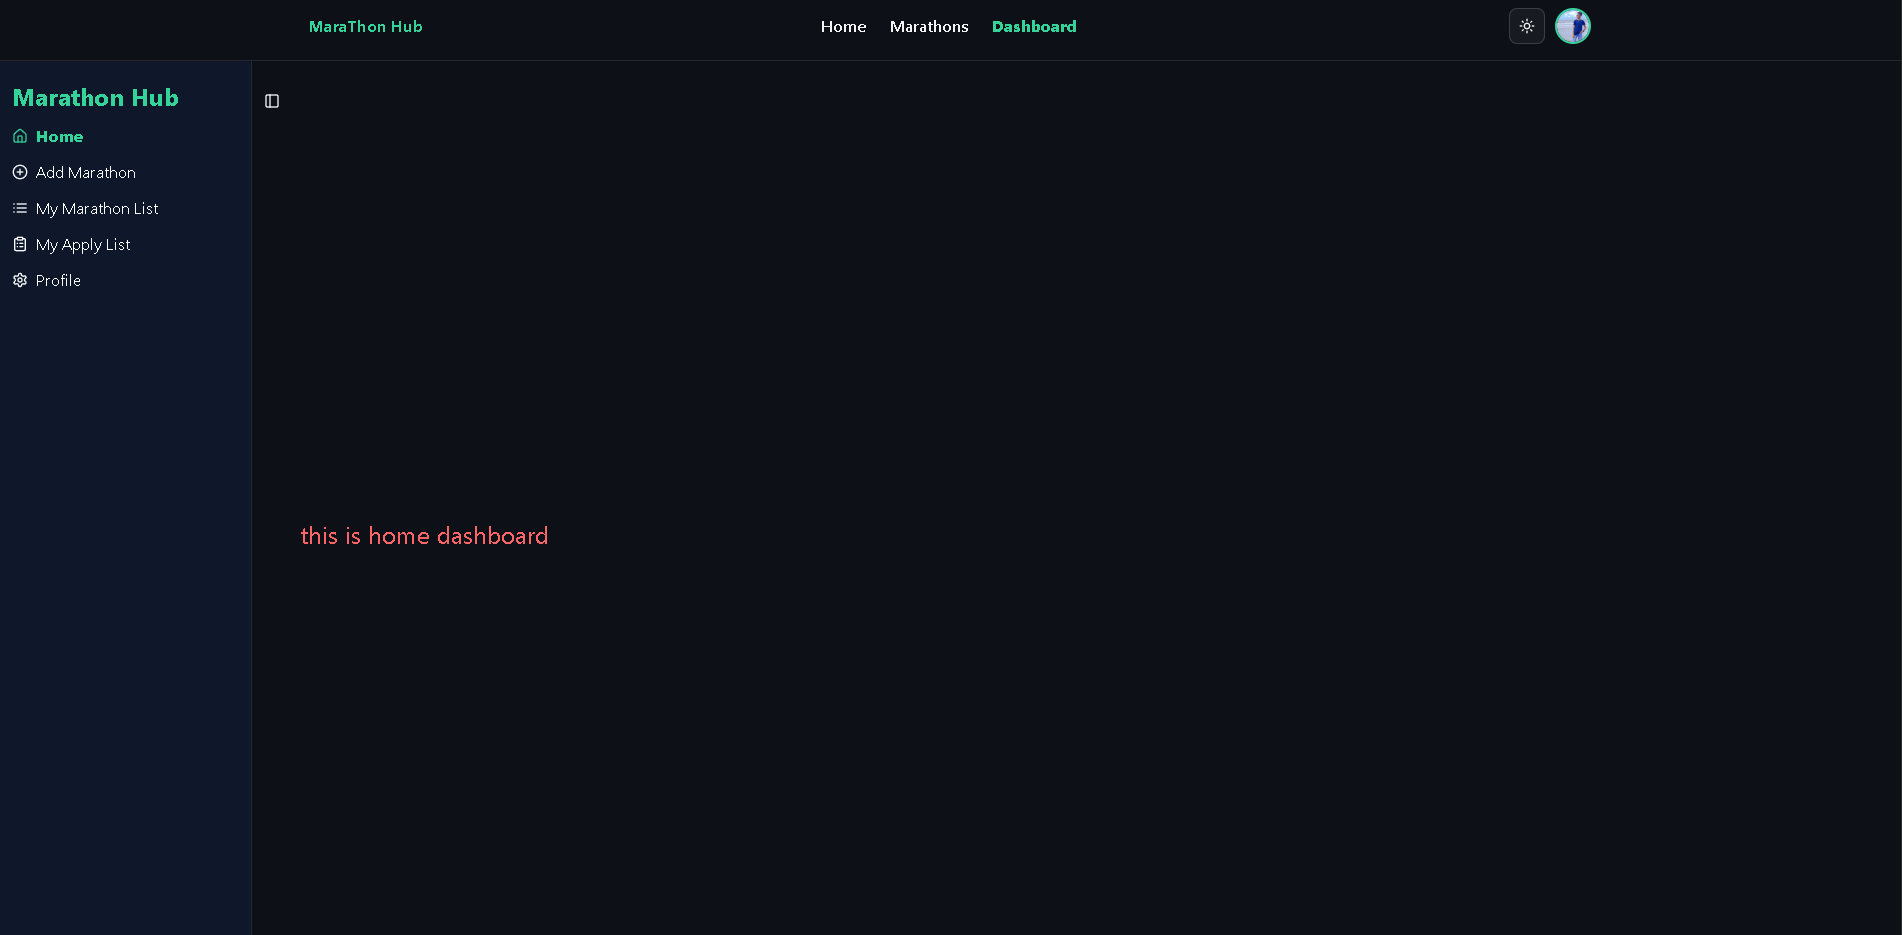 MaraThon Hub
Home Marathons Dashboard
Marathon Hub
Home
Add Marathon
My Marathon List
My Apply List
Profile
this is home dashboard